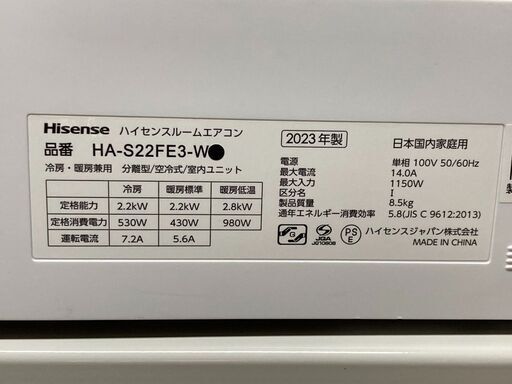 Hisense ハイセンスルームエアコン
2023年製
日本国内家庭用
品番 HA-S22FE3-W●
冷房・暖房兼用 分離型/空冷式/室内ユニット
冷房 暖房標準 暖房低温
定格能力 2.2kW 2.2kW 2.8kW
定格消費電力 530W 430W 980W
運転電流 7.2A 5.6A
電源 単相 100V 50/60Hz
最大電流 14.0A
最大入力 1150W
区分名 I
製品質量 8.5kg
通年エネルギー消費効率 5.8(JIS C 9612:2013)
JQA
JQ10808
PS
E
ハイセンスジャパン株式会社
MADE IN CHINA